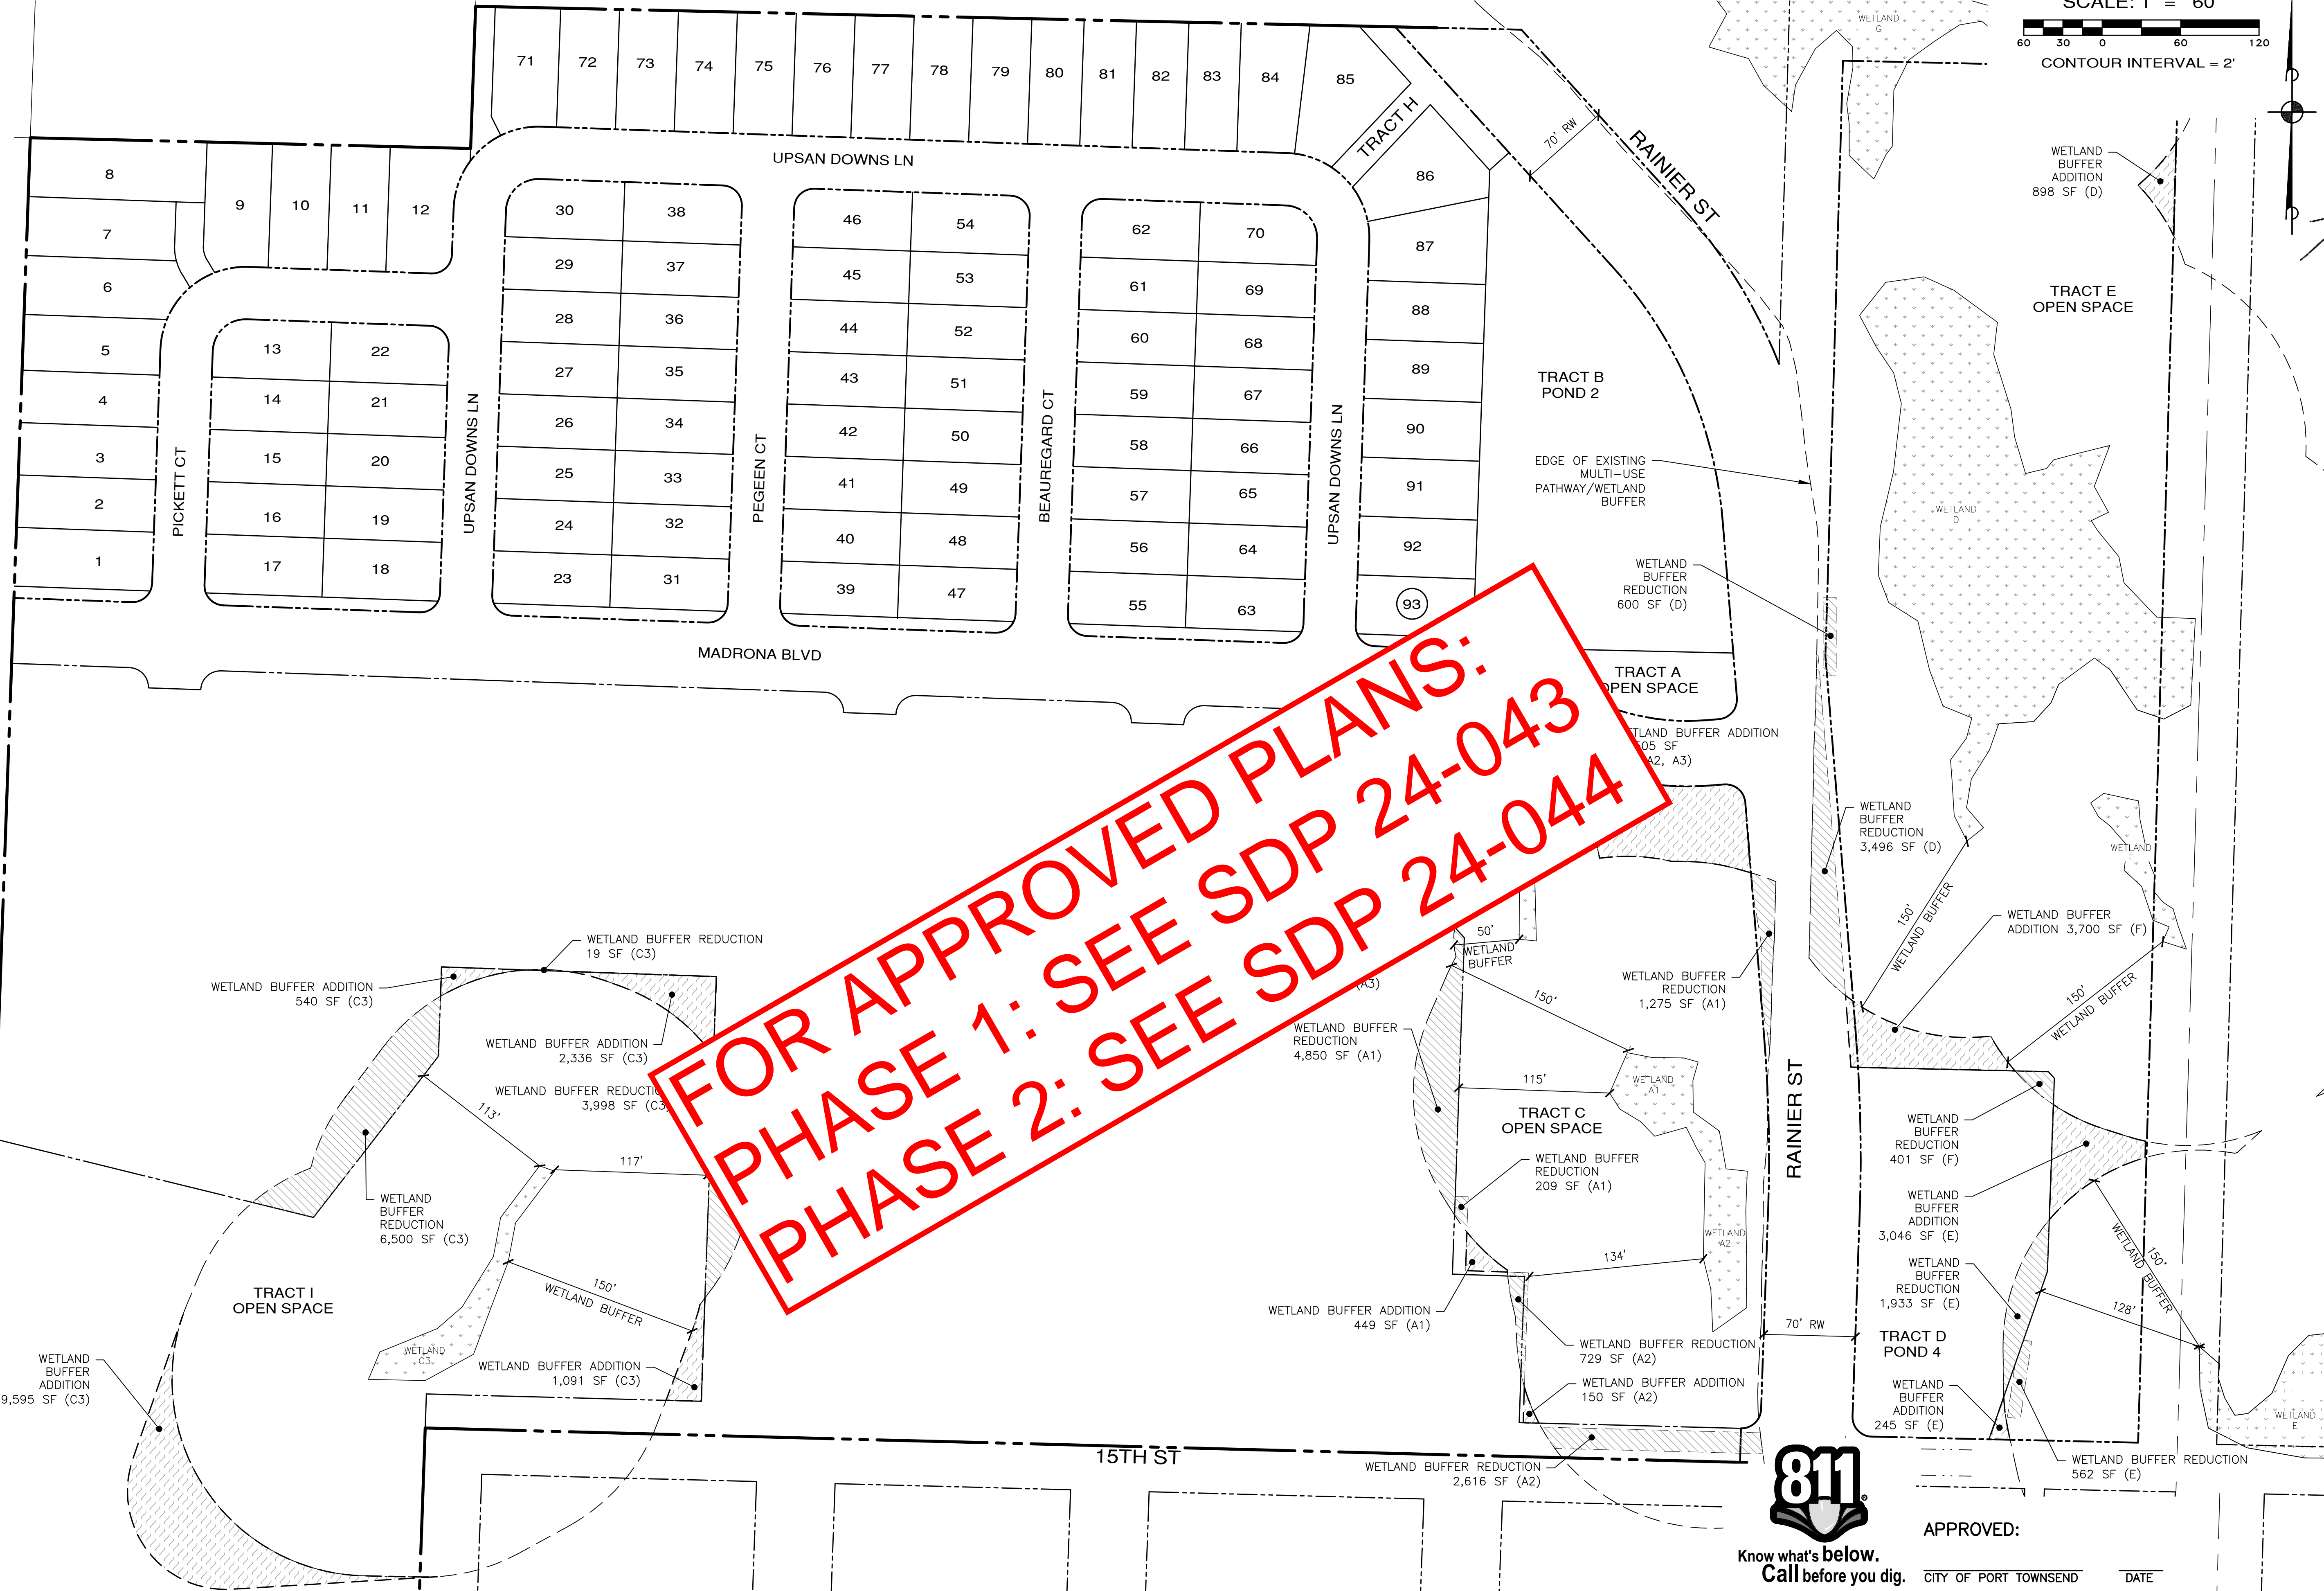 SCALE: 1" = 60'
60 30 0 60 120
CONTOUR INTERVAL = 2'
WETLAND
G
71 72 73 74 75 76 77 78 79 80 81 82 83 84 85
TRACT H
UPSAN DOWNS LN
70' RW
RAINIER ST
WETLAND
BUFFER
ADDITION
898 SF (D)
TRACT E
OPEN SPACE
8
7
6
5
4
3
2
1
9 10 11 12
13 22
14 21
15 20
16 19
17 18
PICKETT CT
UPSAN DOWNS LN
30 38
29 37
28 36
27 35
26 34
25 33
24 32
23 31
PEGEEN CT
46 54
45 53
44 52
43 51
42 50
41 49
40 48
39 47
BEAUREGARD CT
62 70
61 69
60 68
59 67
58 66
57 65
56 64
55 63
UPSAN DOWNS LN
86
87
88
89
90
91
92
93
TRACT B
POND 2
EDGE OF EXISTING
MULTI-USE
PATHWAY/WETLAND
BUFFER
WETLAND
D
WETLAND
BUFFER
REDUCTION
600 SF (D)
MADRONA BLVD
TRACT A
OPEN SPACE
WETLAND BUFFER ADDITION
05 SF
A2, A3)
FOR APPROVED PLANS:
PHASE 1: SEE SDP 24-043
PHASE 2: SEE SDP 24-044
WETLAND
BUFFER
REDUCTION
3,496 SF (D)
WETLAND
F
150'
WETLAND BUFFER
WETLAND BUFFER
ADDITION 3,700 SF (F)
150'
WETLAND BUFFER
WETLAND BUFFER REDUCTION
19 SF (C3)
WETLAND BUFFER ADDITION
540 SF (C3)
WETLAND BUFFER ADDITION
2,336 SF (C3)
WETLAND BUFFER REDUCTION
3,998 SF (C3)
113'
117'
WETLAND
BUFFER
REDUCTION
6,500 SF (C3)
150'
WETLAND BUFFER
TRACT I
OPEN SPACE
WETLAND
C3
WETLAND BUFFER ADDITION
1,091 SF (C3)
WETLAND
BUFFER
ADDITION
9,595 SF (C3)
50'
WETLAND
BUFFER
(A3)
150'
WETLAND BUFFER
REDUCTION
1,275 SF (A1)
WETLAND BUFFER
REDUCTION
4,850 SF (A1)
115'
WETLAND
A1
TRACT C
OPEN SPACE
WETLAND BUFFER
REDUCTION
209 SF (A1)
WETLAND
A2
134'
WETLAND BUFFER ADDITION
449 SF (A1)
WETLAND BUFFER REDUCTION
729 SF (A2)
WETLAND BUFFER ADDITION
150 SF (A2)
WETLAND BUFFER REDUCTION
2,616 SF (A2)
RAINIER ST
70' RW
WETLAND
BUFFER
REDUCTION
401 SF (F)
WETLAND
BUFFER
ADDITION
3,046 SF (E)
WETLAND
BUFFER
REDUCTION
1,933 SF (E)
150'
WETLAND BUFFER
128'
TRACT D
POND 4
WETLAND
BUFFER
ADDITION
245 SF (E)
WETLAND
E
WETLAND BUFFER REDUCTION
562 SF (E)
15TH ST
811
Know what's below.
Call before you dig.
APPROVED:
CITY OF PORT TOWNSEND DATE